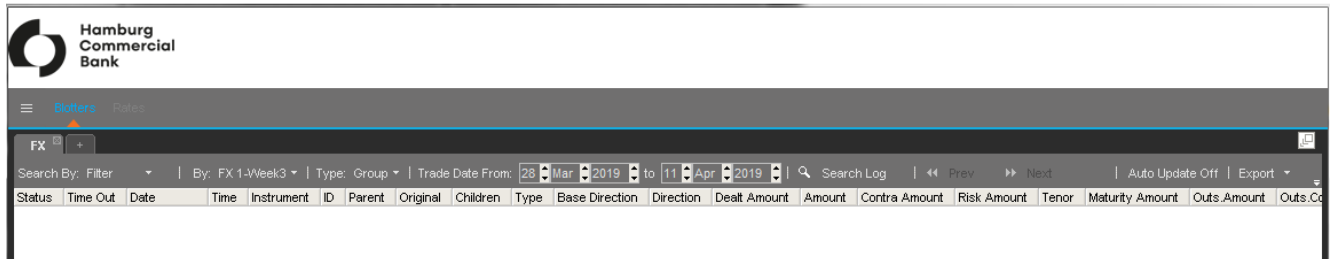 Hamburg
Commercial
Bank
Blotters Rates
FX +
Search By: Filter | By: FX 1-Week3 | Type: Group | Trade Date From: 28 Mar 2019 to 11 Apr 2019 | Search Log | Prev Next | Auto Update Off | Export
Status Time Out Date Time Instrument ID Parent Original Children Type Base Direction Direction Dealt Amount Amount Contra Amount Risk Amount Tenor Maturity Amount Outs.Amount Outs.Co